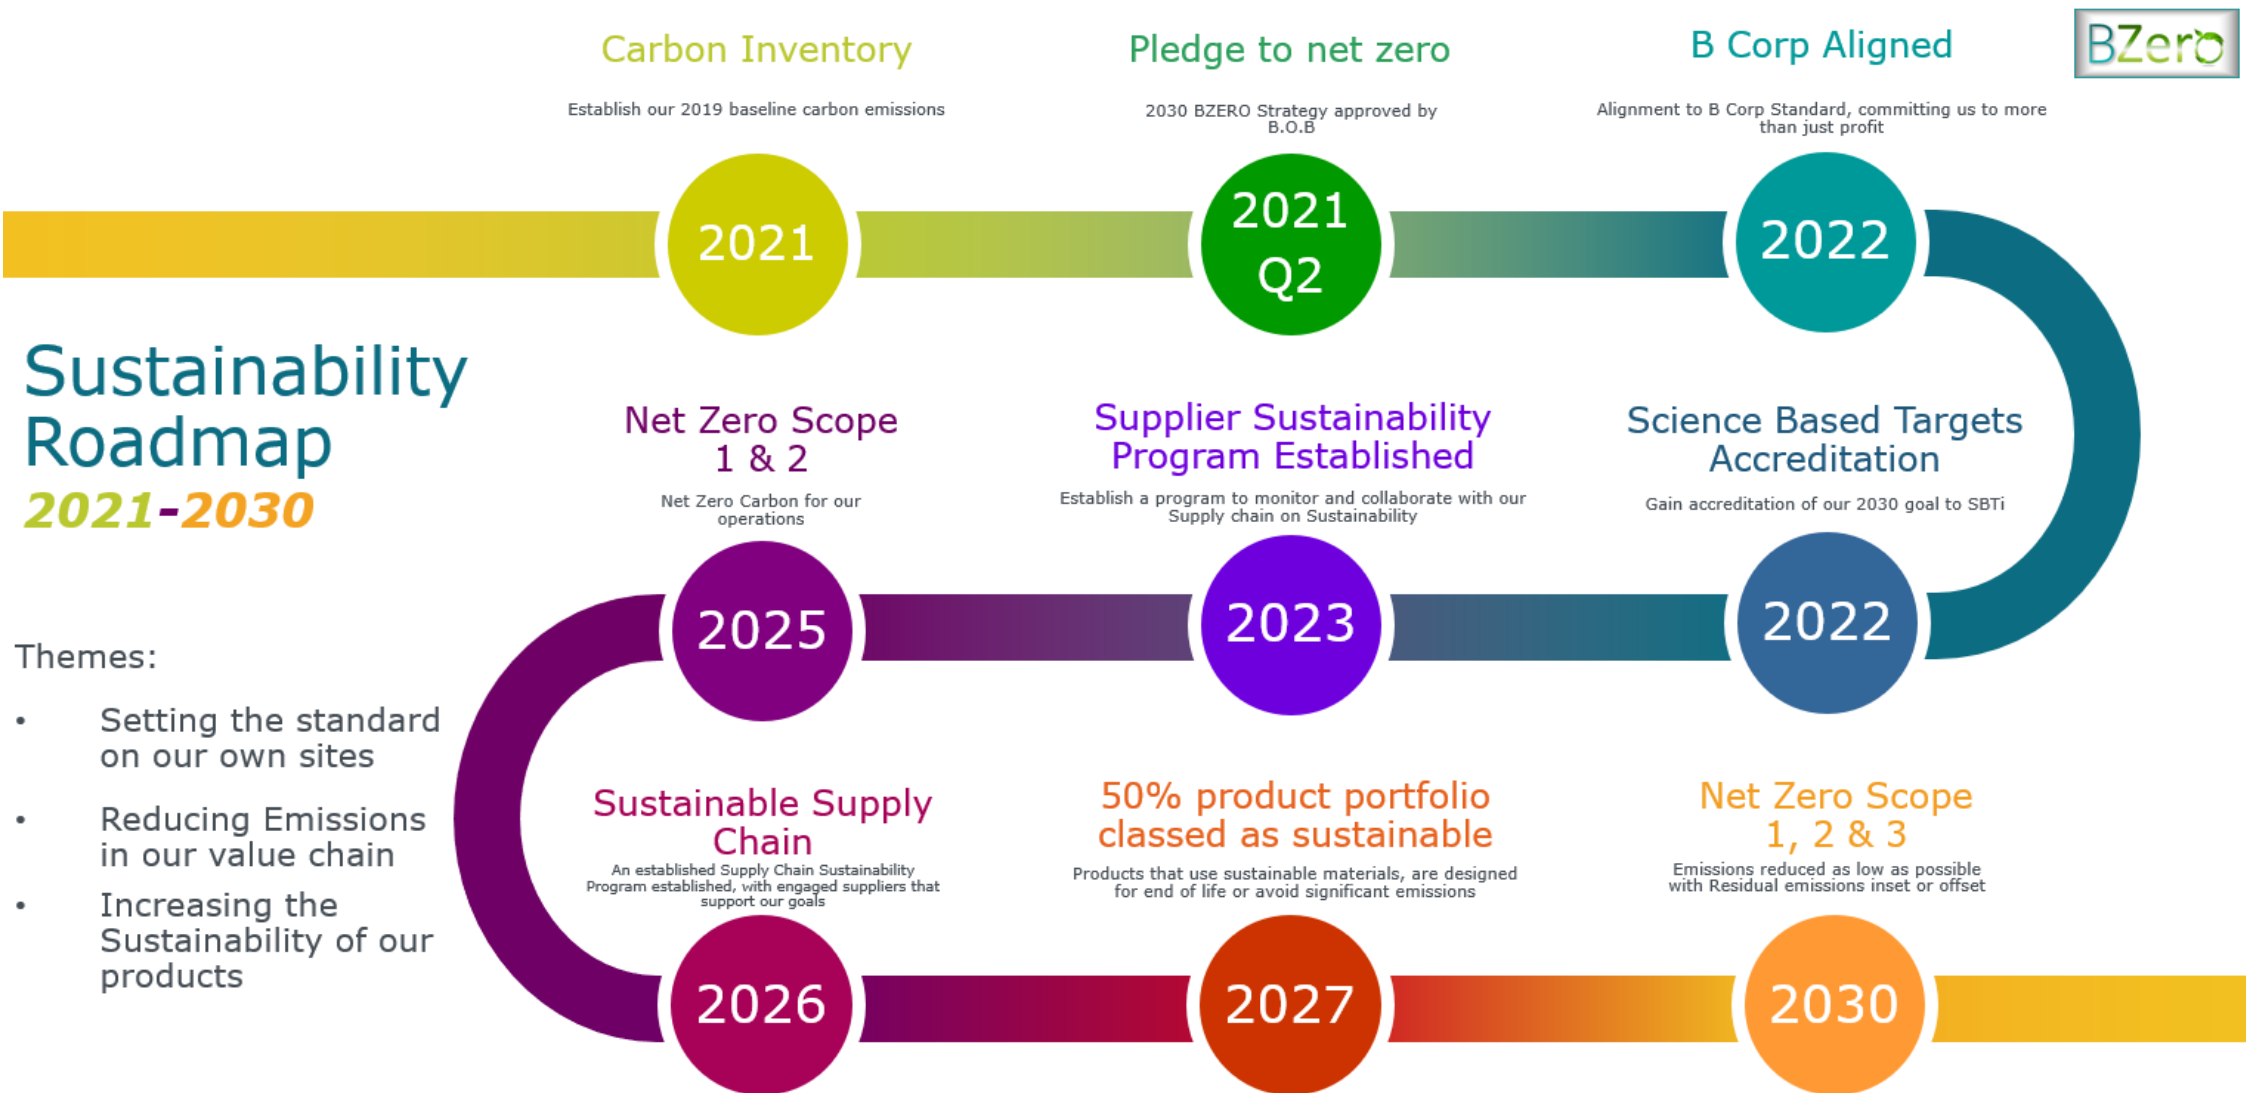 Carbon Inventory
Establish our 2019 baseline carbon emissions
2021
Pledge to net zero
2030 BZERO Strategy approved by
B.O.B
2021
Q2
B Corp Aligned
Alignment to B Corp Standard, committing us to more
than just profit
2022
BZero
Sustainability
Roadmap
2021-2030
Themes:
• Setting the standard
on our own sites
• Reducing Emissions
in our value chain
• Increasing the
Sustainability of our
products
Science Based Targets
Accreditation
Gain accreditation of our 2030 goal to SBTi
2022
Supplier Sustainability
Program Established
Establish a program to monitor and collaborate with our
Supply chain on Sustainability
2023
Net Zero Scope
1 & 2
Net Zero Carbon for our
operations
2025
Sustainable Supply
Chain
An established Supply Chain Sustainability
Program established, with engaged suppliers that
support our goals
2026
50% product portfolio
classed as sustainable
Products that use sustainable materials, are designed
for end of life or avoid significant emissions
2027
Net Zero Scope
1, 2 & 3
Emissions reduced as low as possible
with Residual emissions inset or offset
2030